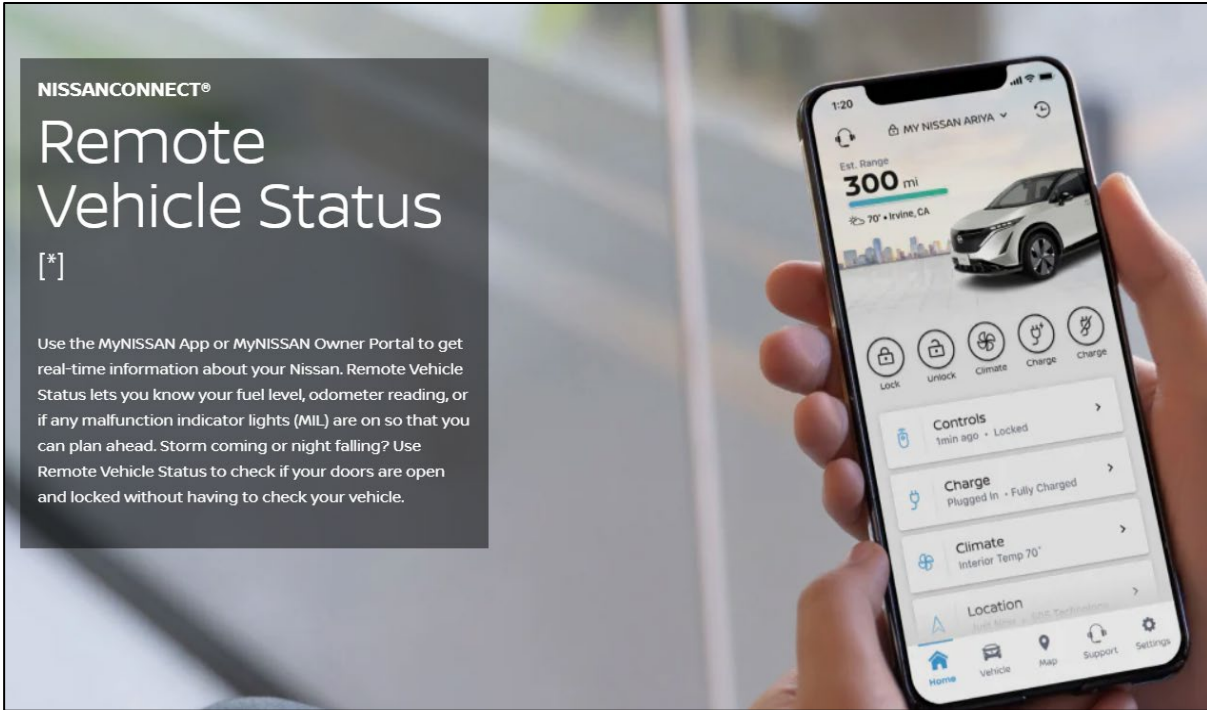 NISSANCONNECT®
Remote
Vehicle Status
[*]
Use the MyNISSAN App or MyNISSAN Owner Portal to get
real-time information about your Nissan. Remote Vehicle
Status lets you know your fuel level, odometer reading, or
if any malfunction indicator lights (MIL) are on so that you
can plan ahead. Storm coming or night falling? Use
Remote Vehicle Status to check if your doors are open
and locked without having to check your vehicle.
1:20
MY NISSAN ARIYA
Est. Range
300 mi
70° • Irvine, CA
Lock
Unlock
Climate
Charge
Charge
Controls
1min ago • Locked
Charge
Plugged In • Fully Charged
Climate
Interior Temp 70°
Location
Just Now
Home
Vehicle
Map
Support
Settings